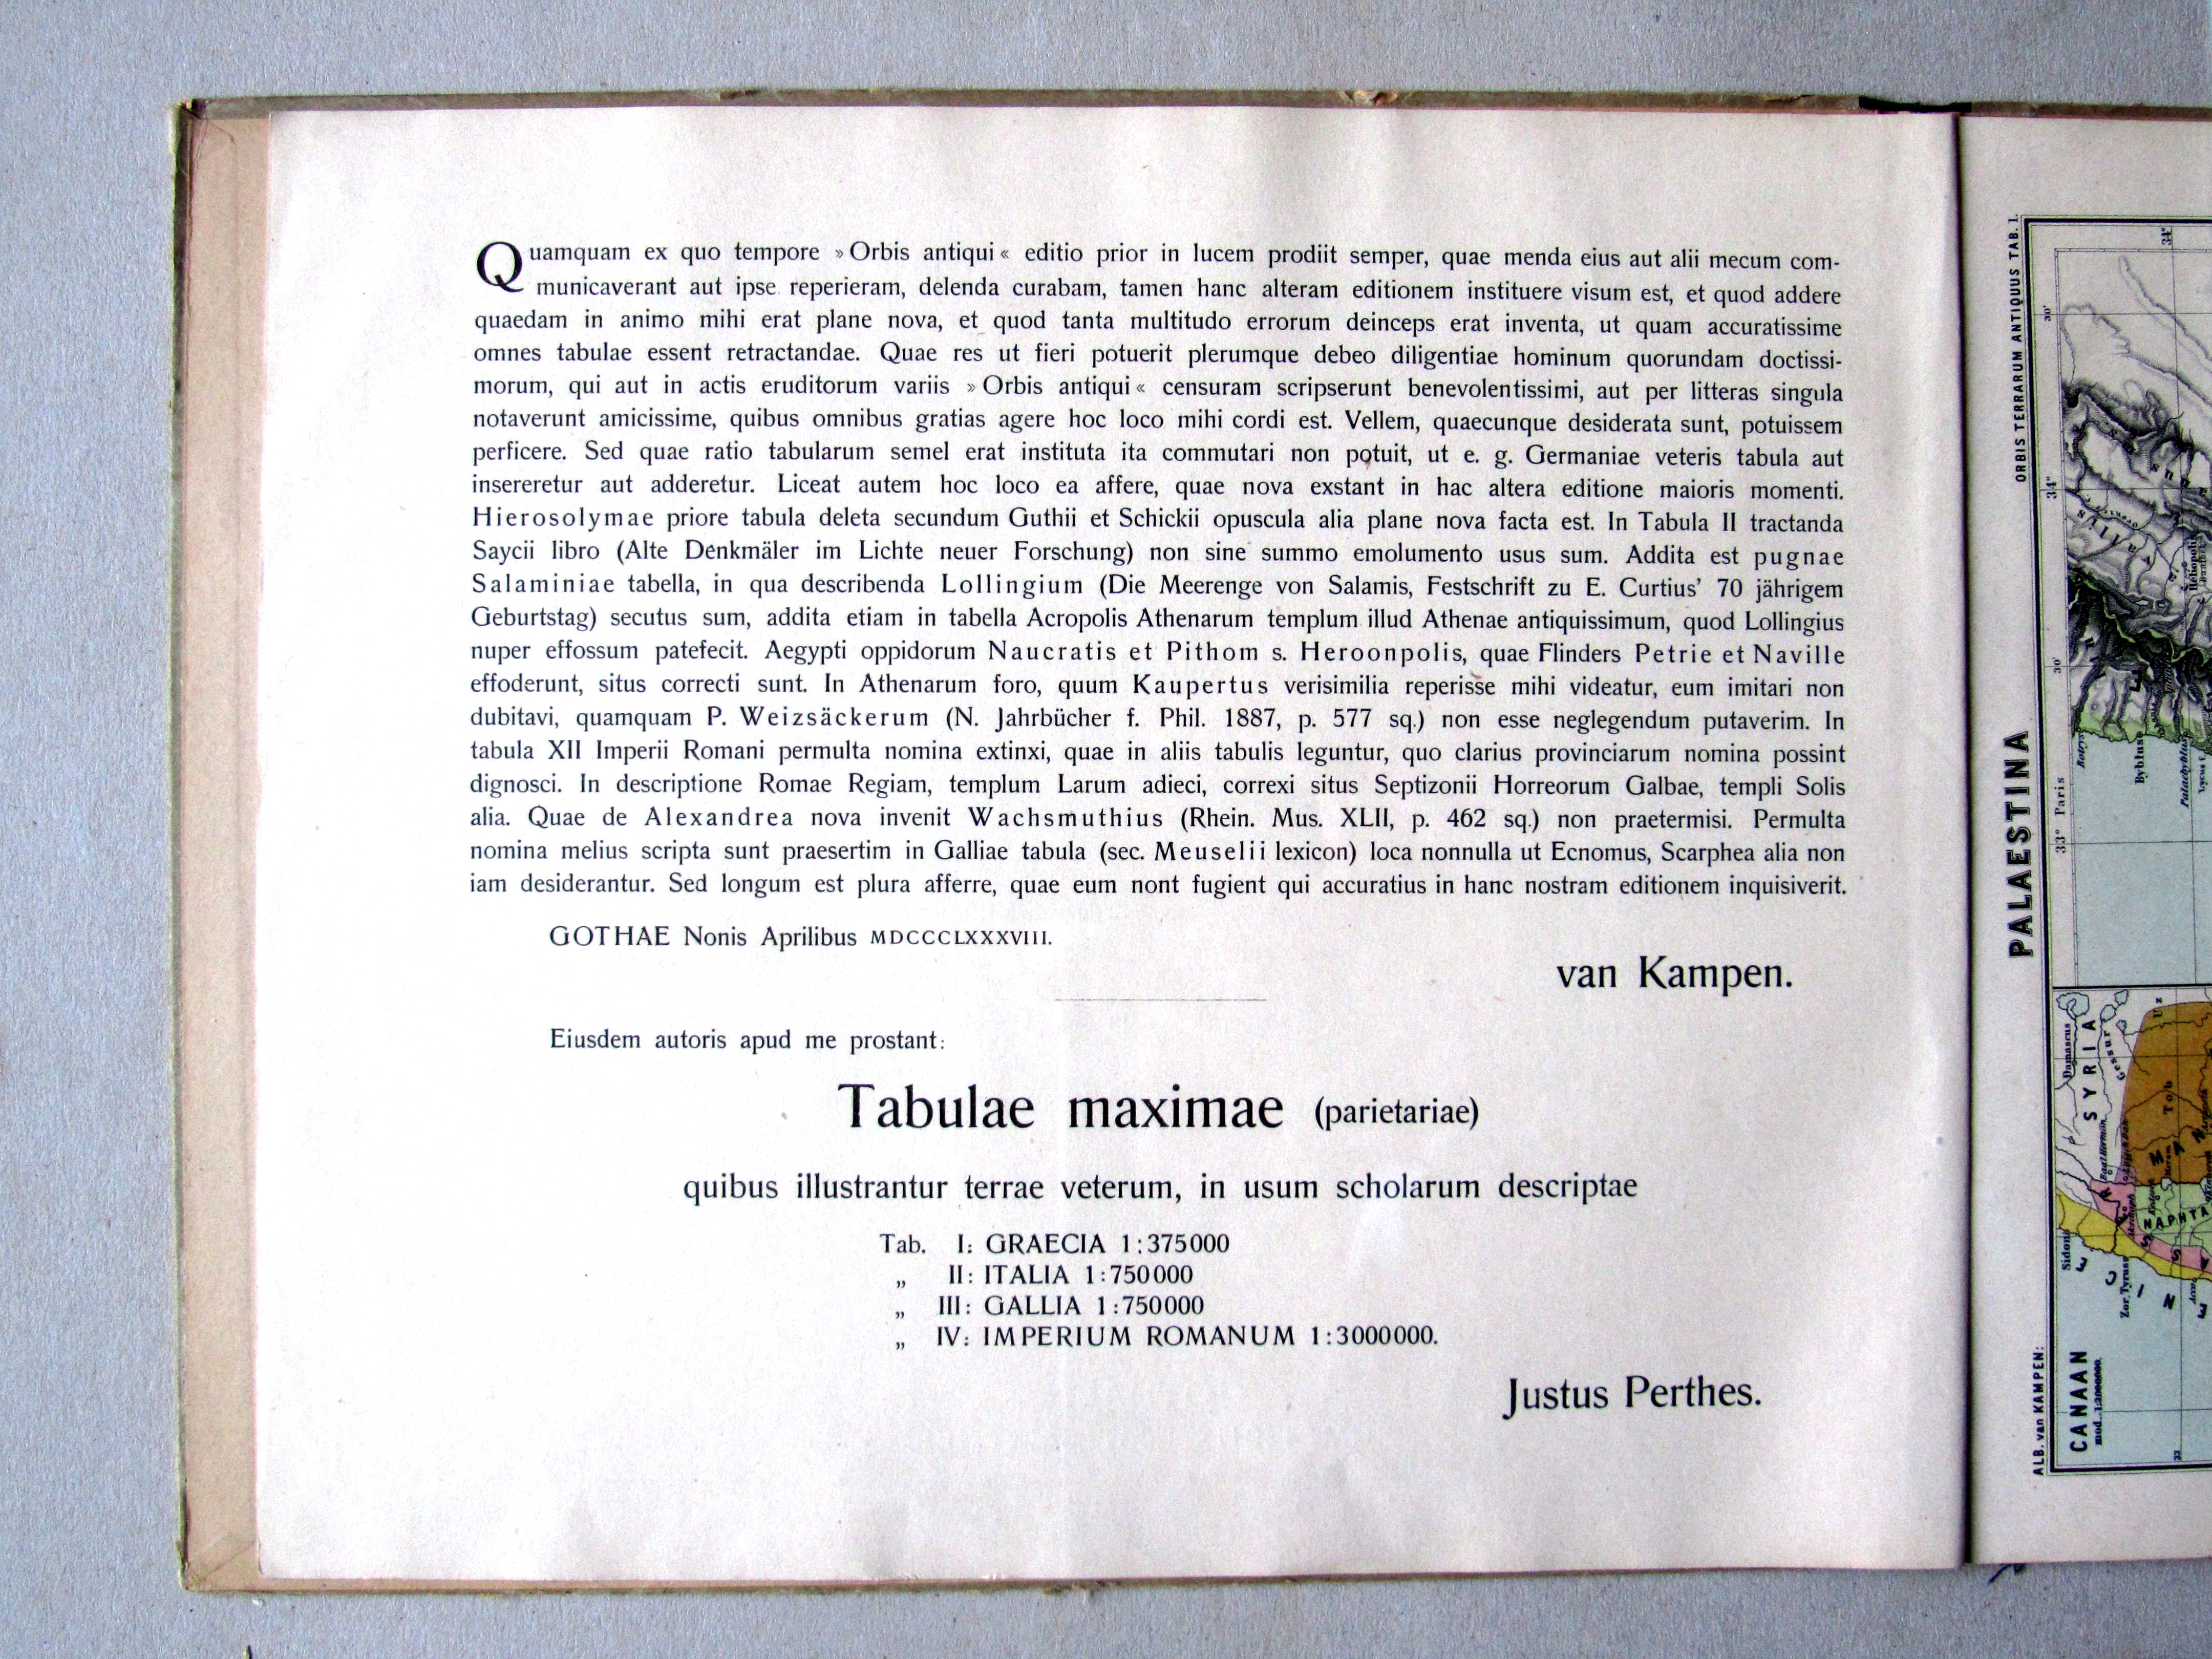 Quamquam ex quo tempore »Orbis antiqui« editio prior in lucem prodiit semper, quae menda eius aut alii mecum com-
municaverant aut ipse reperieram, delenda curabam, tamen hanc alteram editionem instituere visum est, et quod addere
quaedam in animo mihi erat plane nova, et quod tanta multitudo errorum deinceps erat inventa, ut quam accuratissime
omnes tabulae essent retractandae. Quae res ut fieri potuerit plerumque debeo diligentiae hominum quorundam doctissi-
morum, qui aut in actis eruditorum variis »Orbis antiqui« censuram scripserunt benevolentissimi, aut per litteras singula
notaverunt amicissime, quibus omnibus gratias agere hoc loco mihi cordi est. Vellem, quaecunque desiderata sunt, potuissem
perficere. Sed quae ratio tabularum semel erat instituta ita commutari non potuit, ut e. g. Germaniae veteris tabula aut
insereretur aut adderetur. Liceat autem hoc loco ea affere, quae nova exstant in hac altera editione maioris momenti.
Hierosolymae priore tabula deleta secundum Guthii et Schickii opuscula alia plane nova facta est. In Tabula II tractanda
Saycii libro (Alte Denkmäler im Lichte neuer Forschung) non sine summo emolumento usus sum. Addita est pugnae
Salaminiae tabella, in qua describenda Lollingium (Die Meerenge von Salamis, Festschrift zu E. Curtius' 70 jährigem
Geburtstag) secutus sum, addita etiam in tabella Acropolis Athenarum templum illud Athenae antiquissimum, quod Lollingius
nuper effossum patefecit. Aegypti oppidorum Naucratis et Pithom s. Heroonpolis, quae Flinders Petrie et Naville
effoderunt, situs correcti sunt. In Athenarum foro, quum Kaupertus verisimilia reperisse mihi videatur, eum imitari non
dubitavi, quamquam P. Weizsäckerum (N. Jahrbücher f. Phil. 1887, p. 577 sq.) non esse neglegendum putaverim. In
tabula XII Imperii Romani permulta nomina extinxi, quae in aliis tabulis leguntur, quo clarius provinciarum nomina possint
dignosci. In descriptione Romae Regiam, templum Larum adieci, correxi situs Septizonii Horreorum Galbae, templi Solis
alia. Quae de Alexandrea nova invenit Wachsmuthius (Rhein. Mus. XLII, p. 462 sq.) non praetermisi. Permulta
nomina melius scripta sunt praesertim in Galliae tabula (sec. Meuselii lexicon) loca nonnulla ut Ecnomus, Scarphea alia non
iam desiderantur. Sed longum est plura afferre, quae eum nont fugient qui accuratius in hanc nostram editionem inquisiverit.
GOTHAE Nonis Aprilibus MDCCCLXXXVIII.
van Kampen.
Eiusdem autoris apud me prostant:
Tabulae maximae (parietariae)
quibus illustrantur terrae veterum, in usum scholarum descriptae
Tab. I: GRAECIA 1:375000
„ II: ITALIA 1:750000
„ III: GALLIA 1:750000
„ IV: IMPERIUM ROMANUM 1:3000000.
Justus Perthes.
ALB. van KAMPEN:
ORBIS TERRARUM ANTIQUUS TAB. I.
PALAESTINA
CANAAN
SYRIA
Damascus
Gessur
Uz
Tob
NAPHTA
Sidon
Zor, Tyrus
33° Paris
30'
34°
30'
34°
Byblus
Palaebyblus
Botrys
Heliopolis